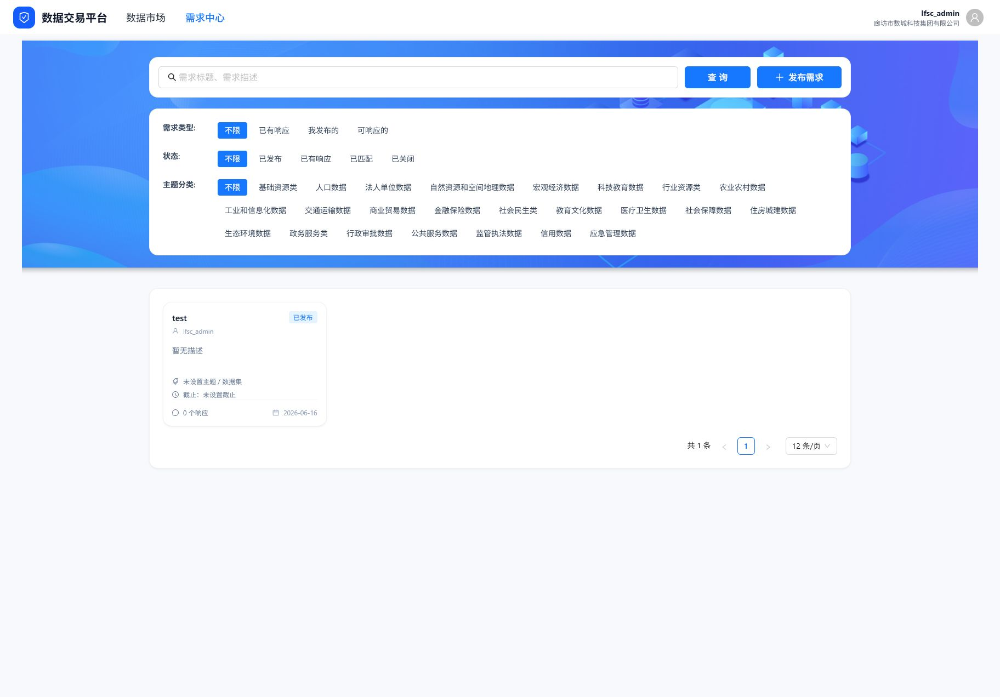 数据交易平台 数据市场 需求中心
lfsc_admin
廊坊市数城科技集团有限公司
需求标题、需求描述 查 询 发布需求
需求类型: 不限 已有响应 我发布的 可响应的
状态: 不限 已发布 已有响应 已匹配 已关闭
主题分类: 不限 基础资源类 人口数据 法人单位数据 自然资源和空间地理数据 宏观经济数据 科技教育数据 行业资源类 农业农村数据
工业和信息化数据 交通运输数据 商业贸易数据 金融保险数据 社会民生类 教育文化数据 医疗卫生数据 社会保障数据 住房城建数据
生态环境数据 政务服务类 行政审批数据 公共服务数据 监管执法数据 信用数据 应急管理数据
test 已发布
lfsc_admin
暂无描述
未设置主题 / 数据集
截止：未设置截止
0 个响应 2026-06-16
共 1 条 < 1 > 12 条/页